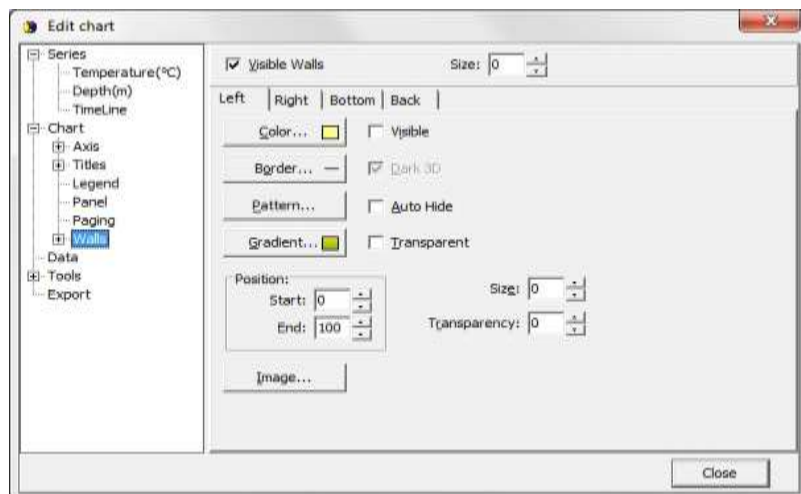 Edit chart
Series
Temperature(ºC)
Depth(m)
TimeLine
Chart
Axis
Titles
Legend
Panel
Paging
Walls
Data
Tools
Export
Visible Walls
Size: 0
Left Right Bottom Back
Color... Visible
Border... Dark 3D
Pattern... Auto Hide
Gradient... Transparent
Position:
Start: 0
End: 100
Size: 0
Transparency: 0
Image...
Close